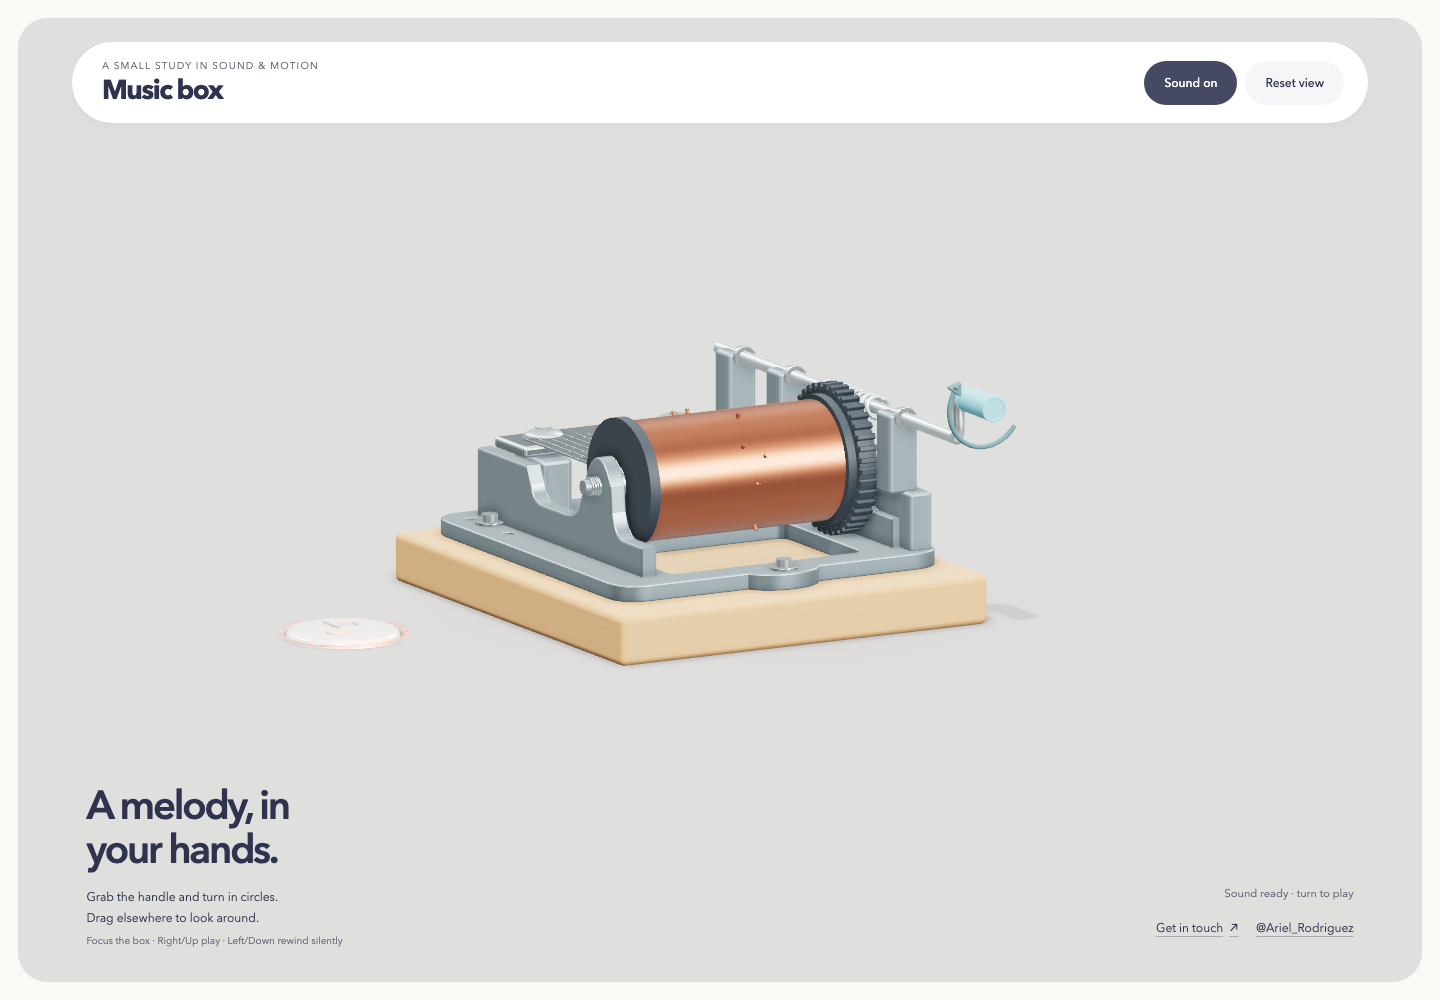 A SMALL STUDY IN SOUND & MOTION
Music box
Sound on
Reset view
A melody, in
your hands.
Grab the handle and turn in circles.
Drag elsewhere to look around.
Focus the box · Right/Up play · Left/Down rewind silently
Sound ready · turn to play
Get in touch ↗ @Ariel_Rodriguez